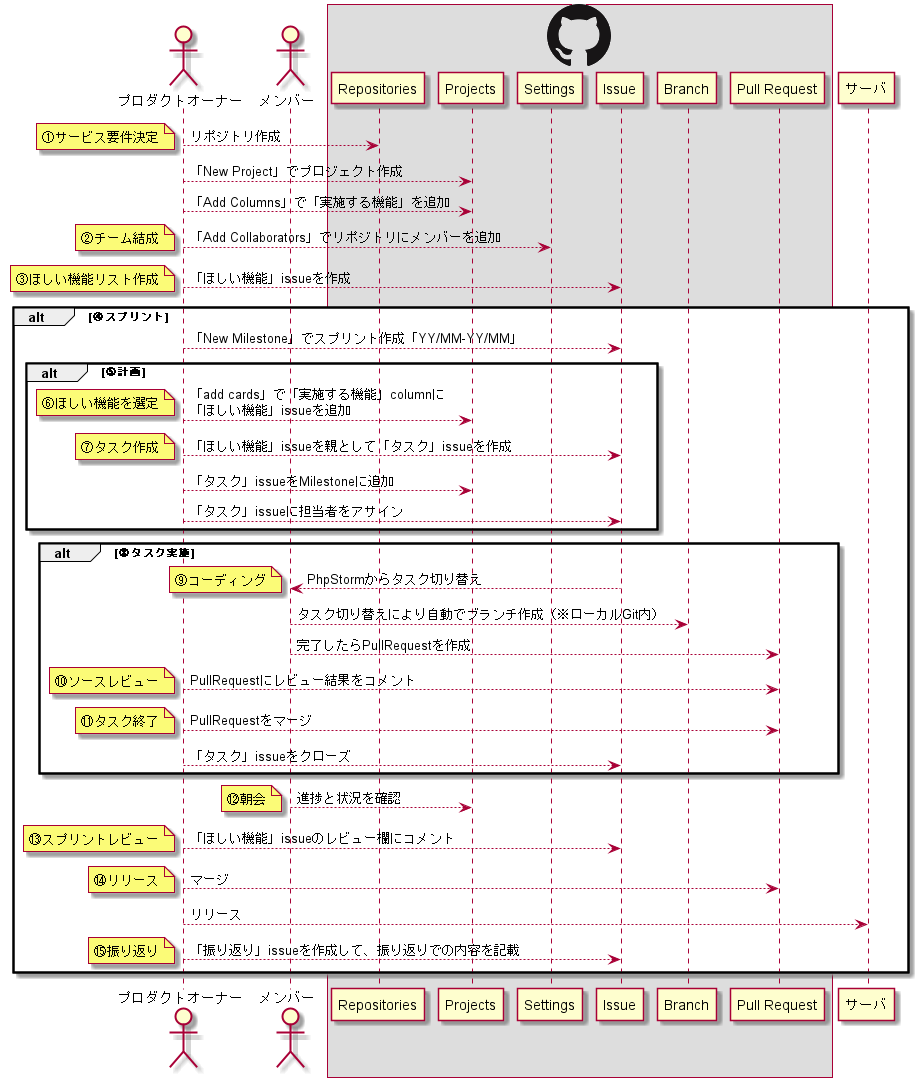 プロダクトオーナー
メンバー
Repositories
Projects
Settings
Issue
Branch
Pull Request
サーバ
①サービス要件決定
リポジトリ作成
「New Project」でプロジェクト作成
「Add Columns」で「実施する機能」を追加
②チーム結成
「Add Collaborators」でリポジトリにメンバーを追加
③ほしい機能リスト作成
「ほしい機能」issueを作成
alt
[④スプリント]
「New Milestone」でスプリント作成「YY/MM-YY/MM」
alt
[⑤計画]
⑥ほしい機能を選定
「add cards」で「実施する機能」columnに
「ほしい機能」issueを追加
⑦タスク作成
「ほしい機能」issueを親として「タスク」issueを作成
「タスク」issueをMilestoneに追加
「タスク」issueに担当者をアサイン
alt
[⑧タスク実施]
⑨コーディング
PhpStormからタスク切り替え
タスク切り替えにより自動でブランチ作成（※ローカルGit内）
完了したらPullRequestを作成
⑩ソースレビュー
PullRequestにレビュー結果をコメント
⑪タスク終了
PullRequestをマージ
「タスク」issueをクローズ
⑫朝会
進捗と状況を確認
⑬スプリントレビュー
「ほしい機能」issueのレビュー欄にコメント
⑭リリース
マージ
リリース
⑮振り返り
「振り返り」issueを作成して、振り返りでの内容を記載
プロダクトオーナー
メンバー
Repositories
Projects
Settings
Issue
Branch
Pull Request
サーバ